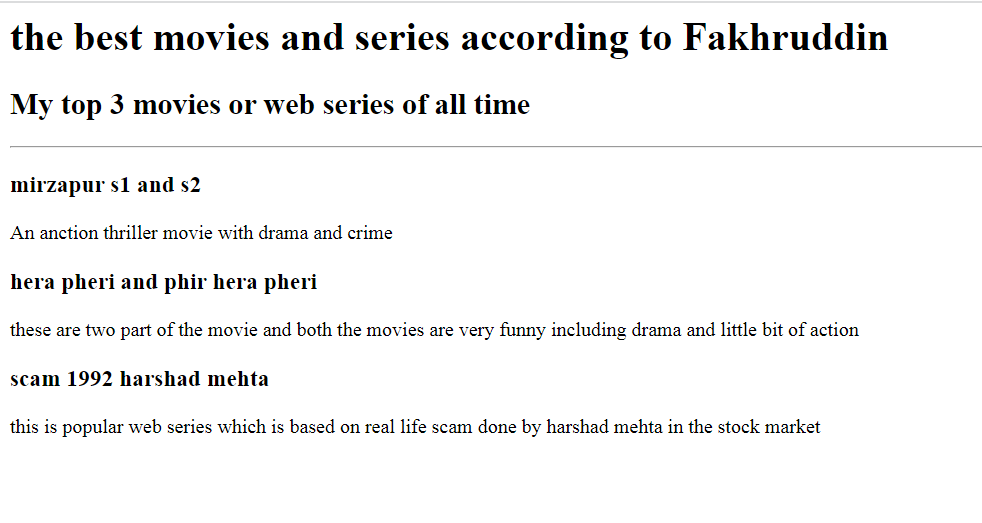 the best movies and series according to Fakhruddin
My top 3 movies or web series of all time
mirzapur s1 and s2
An anction thriller movie with drama and crime
hera pheri and phir hera pheri
these are two part of the movie and both the movies are very funny including drama and little bit of action
scam 1992 harshad mehta
this is popular web series which is based on real life scam done by harshad mehta in the stock market